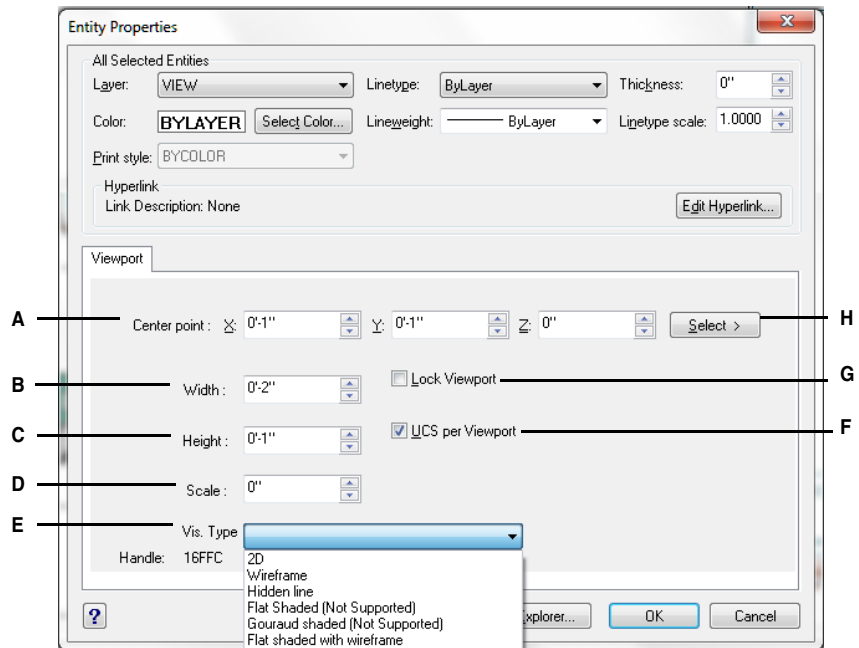 Entity Properties
All Selected Entities
Layer: VIEW Linetype: ByLayer Thickness: 0"
Color: BYLAYER Select Color... Lineweight: ByLayer Linetype scale: 1.0000
Print style: BYCOLOR
Hyperlink
Link Description: None Edit Hyperlink...
Viewport
A Center point : X: 0'-1" Y: 0'-1" Z: 0" Select > H
B Width : 0'-2" Lock Viewport G
C Height : 0'-1" UCS per Viewport F
D Scale : 0"
E Vis. Type
Handle: 16FFC 2D
Wireframe
Hidden line
Flat Shaded (Not Supported)
Gouraud shaded (Not Supported)
Flat shaded with wireframe
? xplorer... OK Cancel